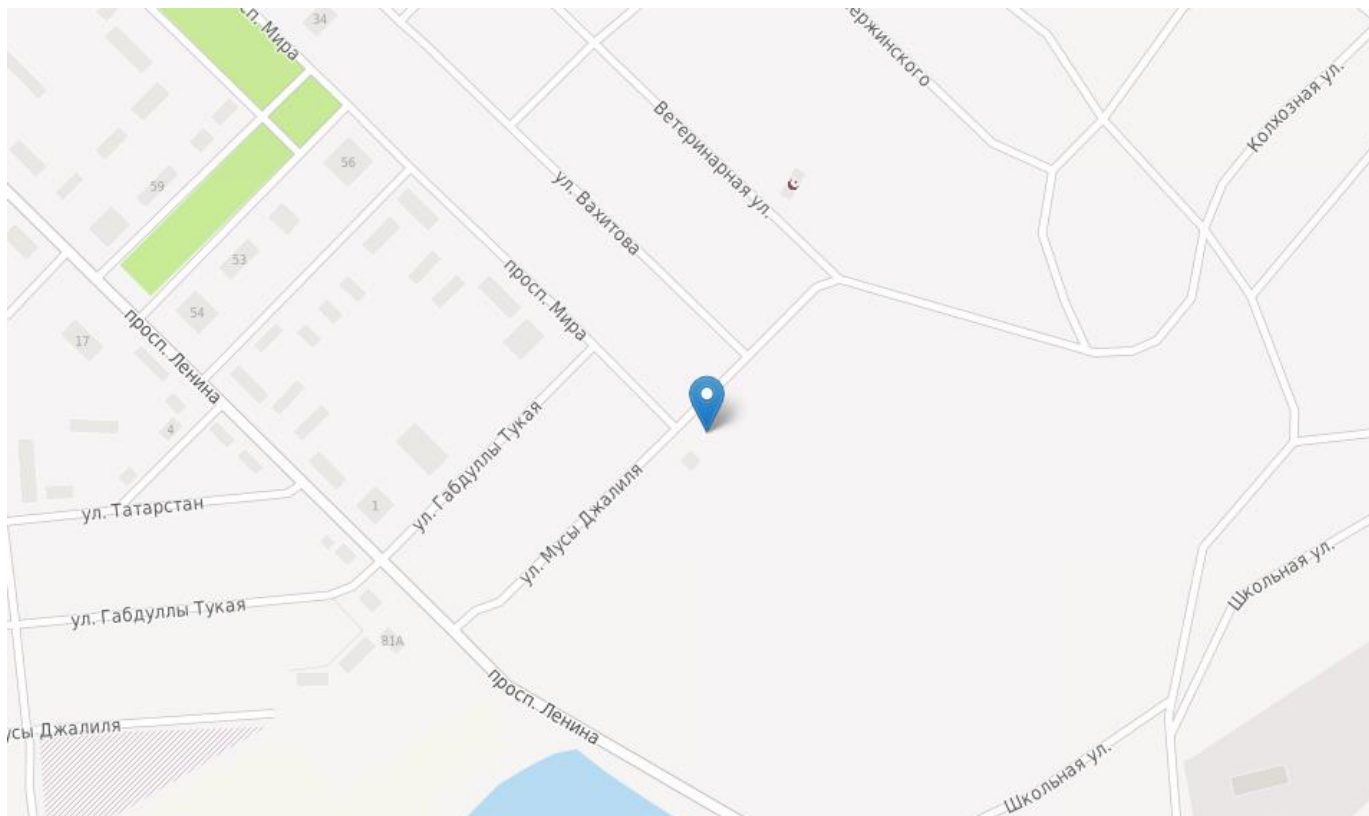 34
сп. Мира
ержинского
Колхозная ул.
Ветеринарная ул.
56
59
ул. Вахитова
53
просп. Мира
54
17
просп. Ленина
4
ул. Габдуллы Тукая
1
ул. Татарстан
ул. Мусы Джалиля
Школьная ул.
ул. Габдуллы Тукая
81А
просп. Ленина
усы Джалиля
Школьная ул.